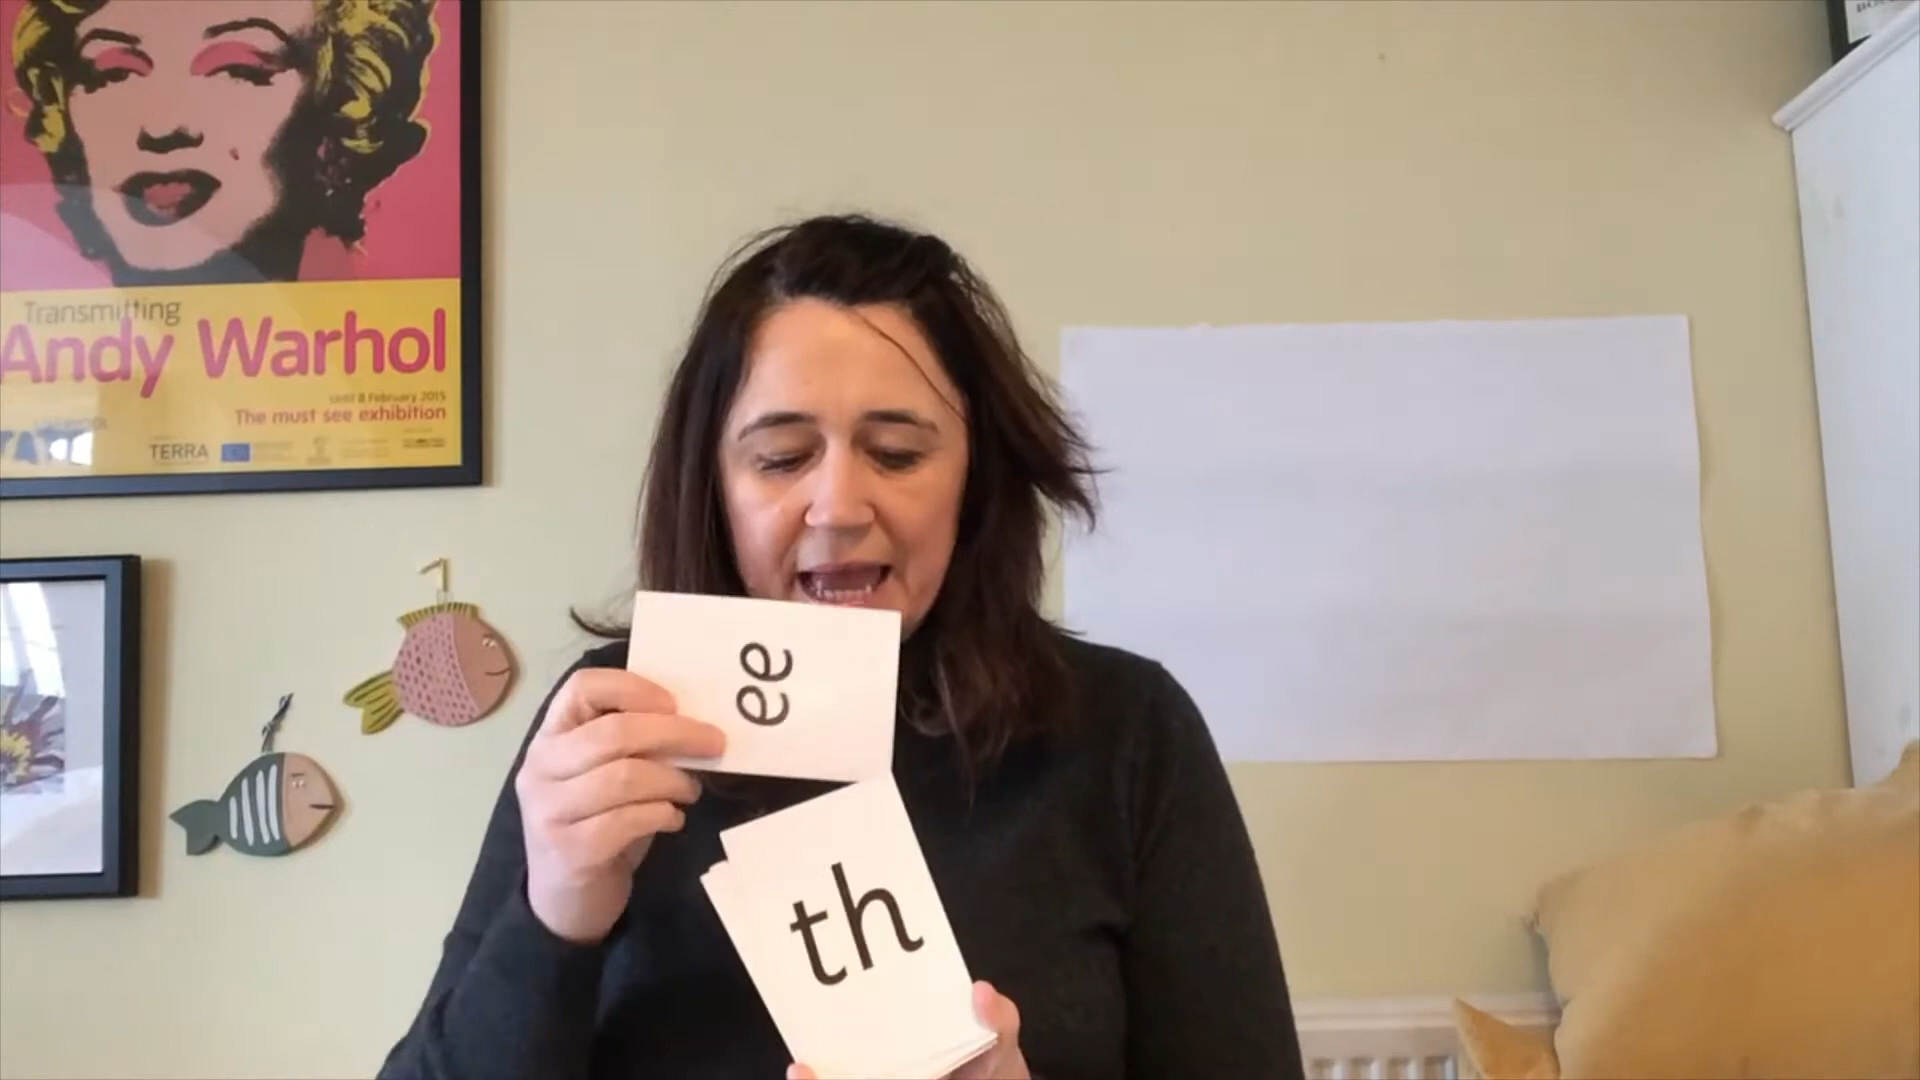 Transmitting
Andy Warhol
until 8 February 2015
The must see exhibition
TERRA
ee
th